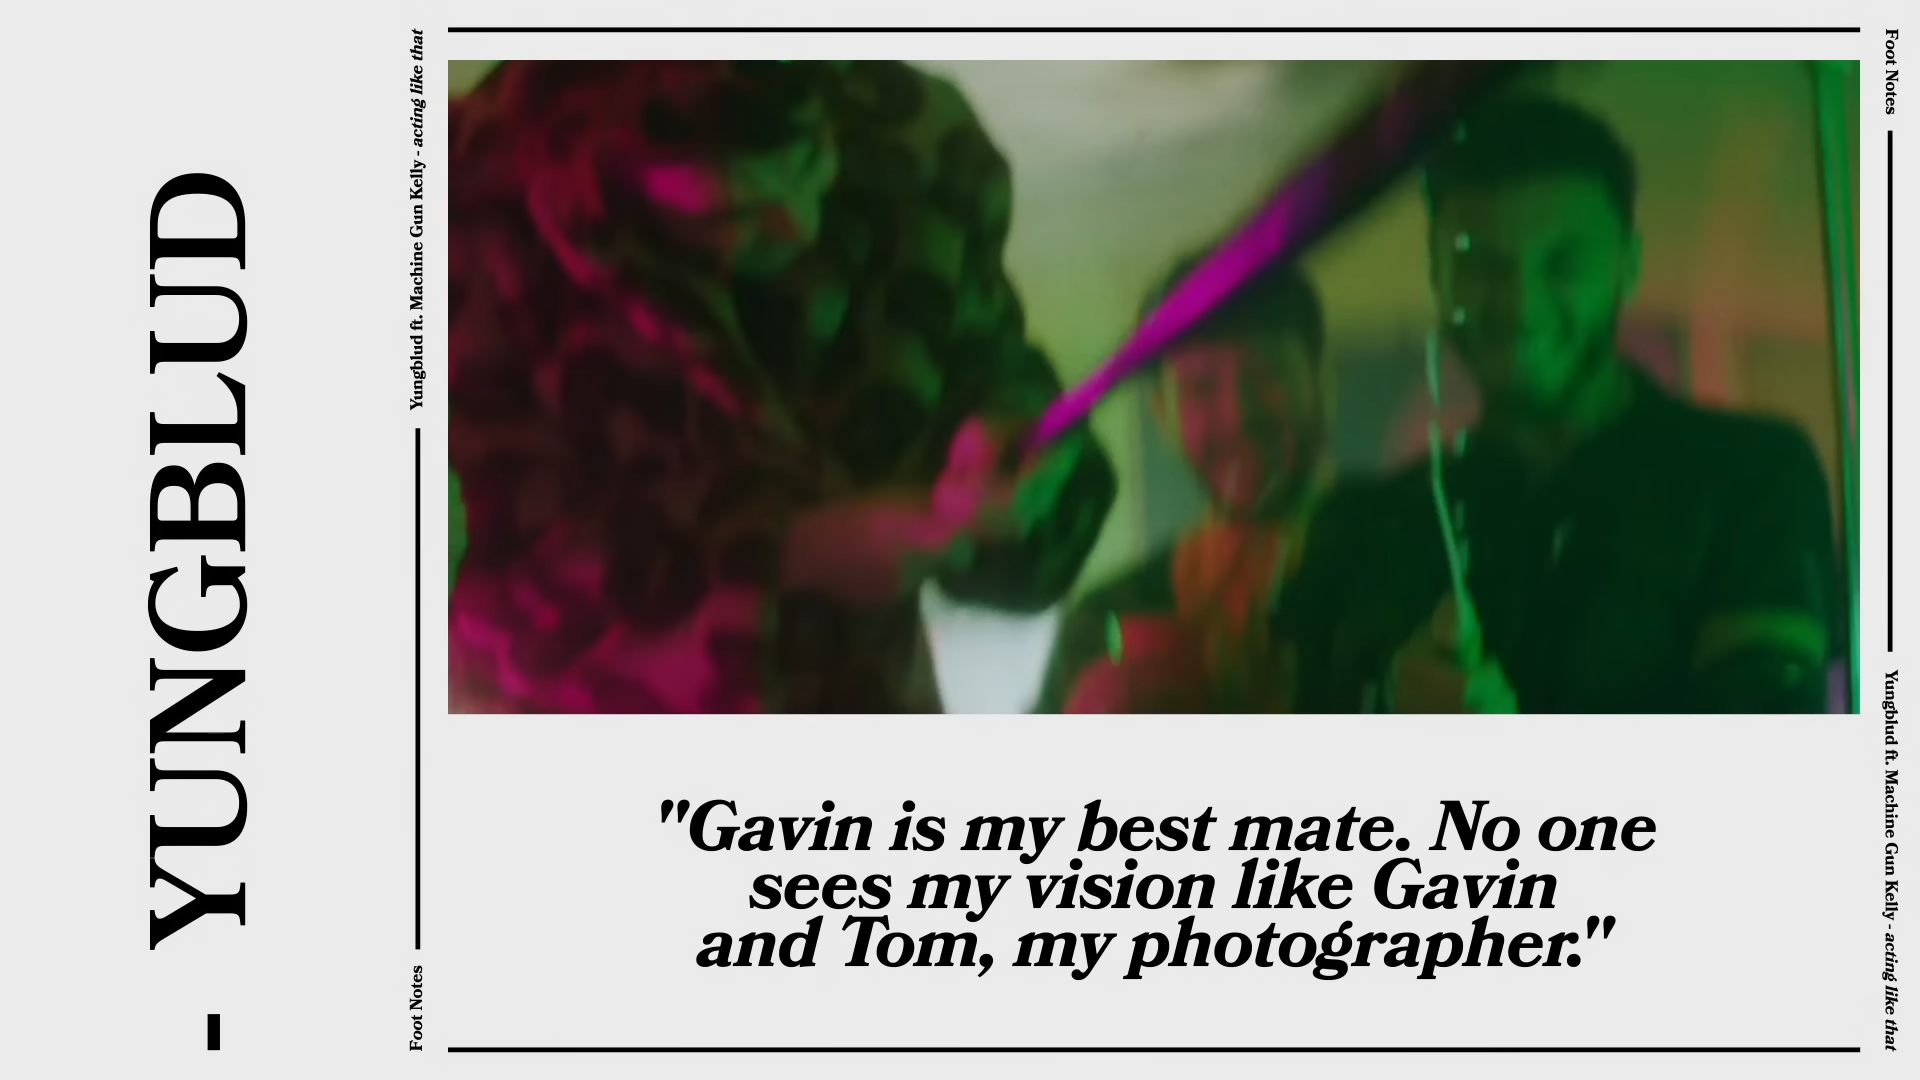 - YUNGBLUD
Foot Notes
Yungblud ft. Machine Gun Kelly - acting like that
"Gavin is my best mate. No one
sees my vision like Gavin
and Tom, my photographer."
Foot Notes
Yungblud ft. Machine Gun Kelly - acting like that